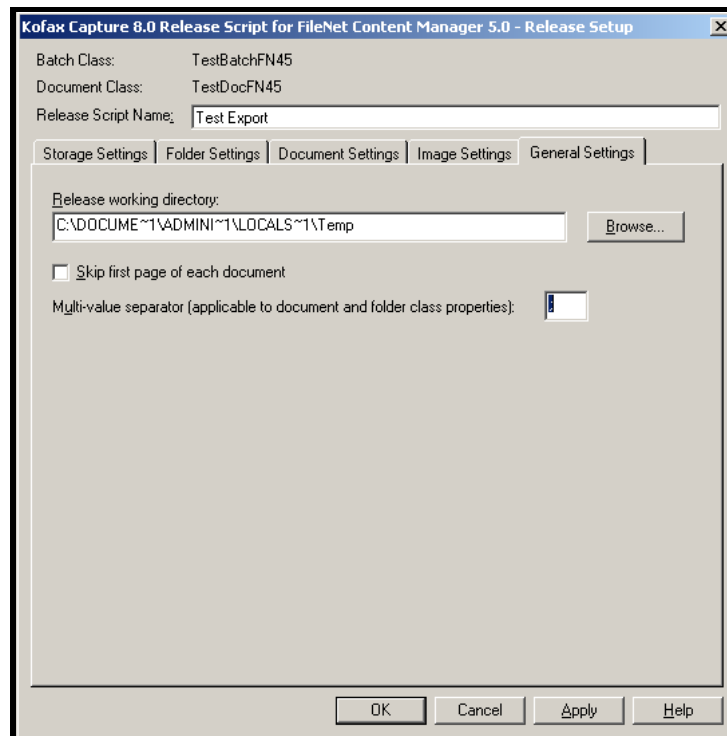 Kofax Capture 8.0 Release Script for FileNet Content Manager 5.0 - Release Setup
Batch Class: TestBatchFN45
Document Class: TestDocFN45
Release Script Name: Test Export
Storage Settings Folder Settings Document Settings Image Settings General Settings
Release working directory:
C:\DOCUME~1\ADMINI~1\LOCALS~1\Temp Browse...
Skip first page of each document
Multi-value separator (applicable to document and folder class properties):
OK Cancel Apply Help